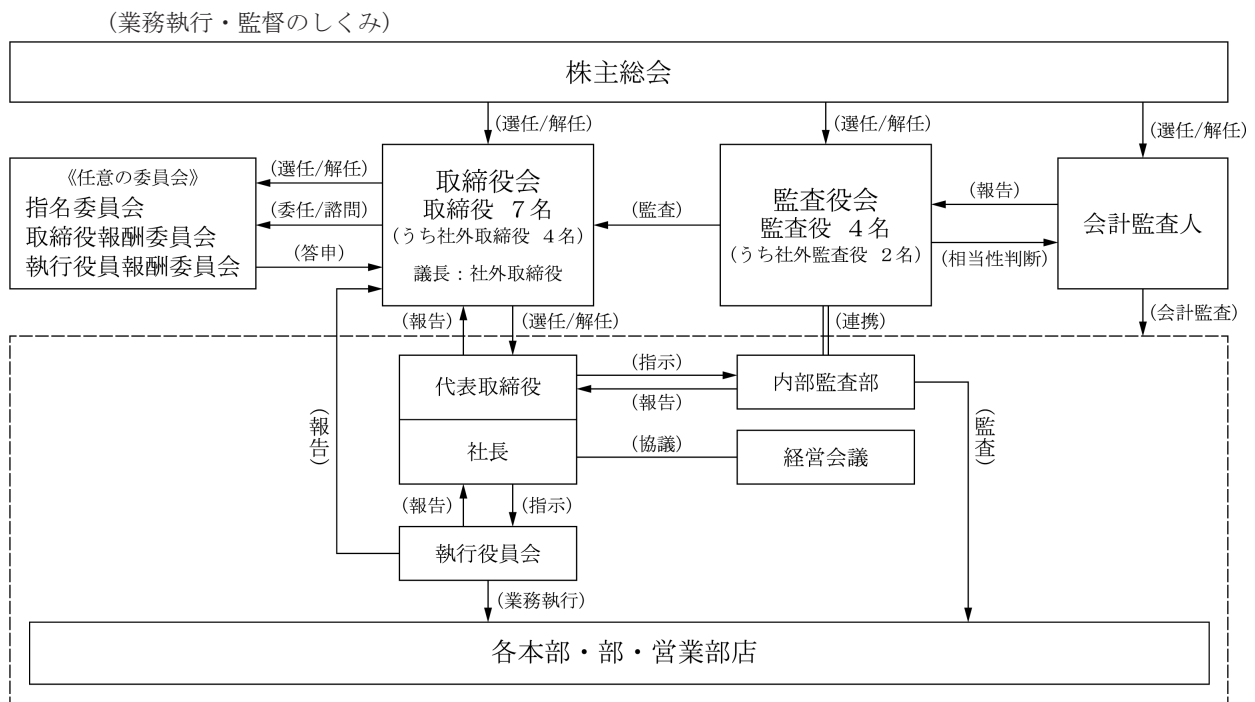 (業務執行・監督のしくみ)
株主総会
(選任/解任)
(選任/解任)
(選任/解任)
《任意の委員会》
指名委員会
取締役報酬委員会
執行役員報酬委員会
(選任/解任)
(委任/諮問)
(答申)
取締役会
取締役 7名
(うち社外取締役 4名)
議長：社外取締役
(監査)
監査役会
監査役 4名
(うち社外監査役 2名)
(報告)
(相当性判断)
会計監査人
(会計監査)
(報告)
(選任/解任)
(連携)
代表取締役
社長
(指示)
(報告)
内部監査部
(協議)
経営会議
(報告)
(監査)
(報告)
(指示)
執行役員会
(業務執行)
各本部・部・営業部店